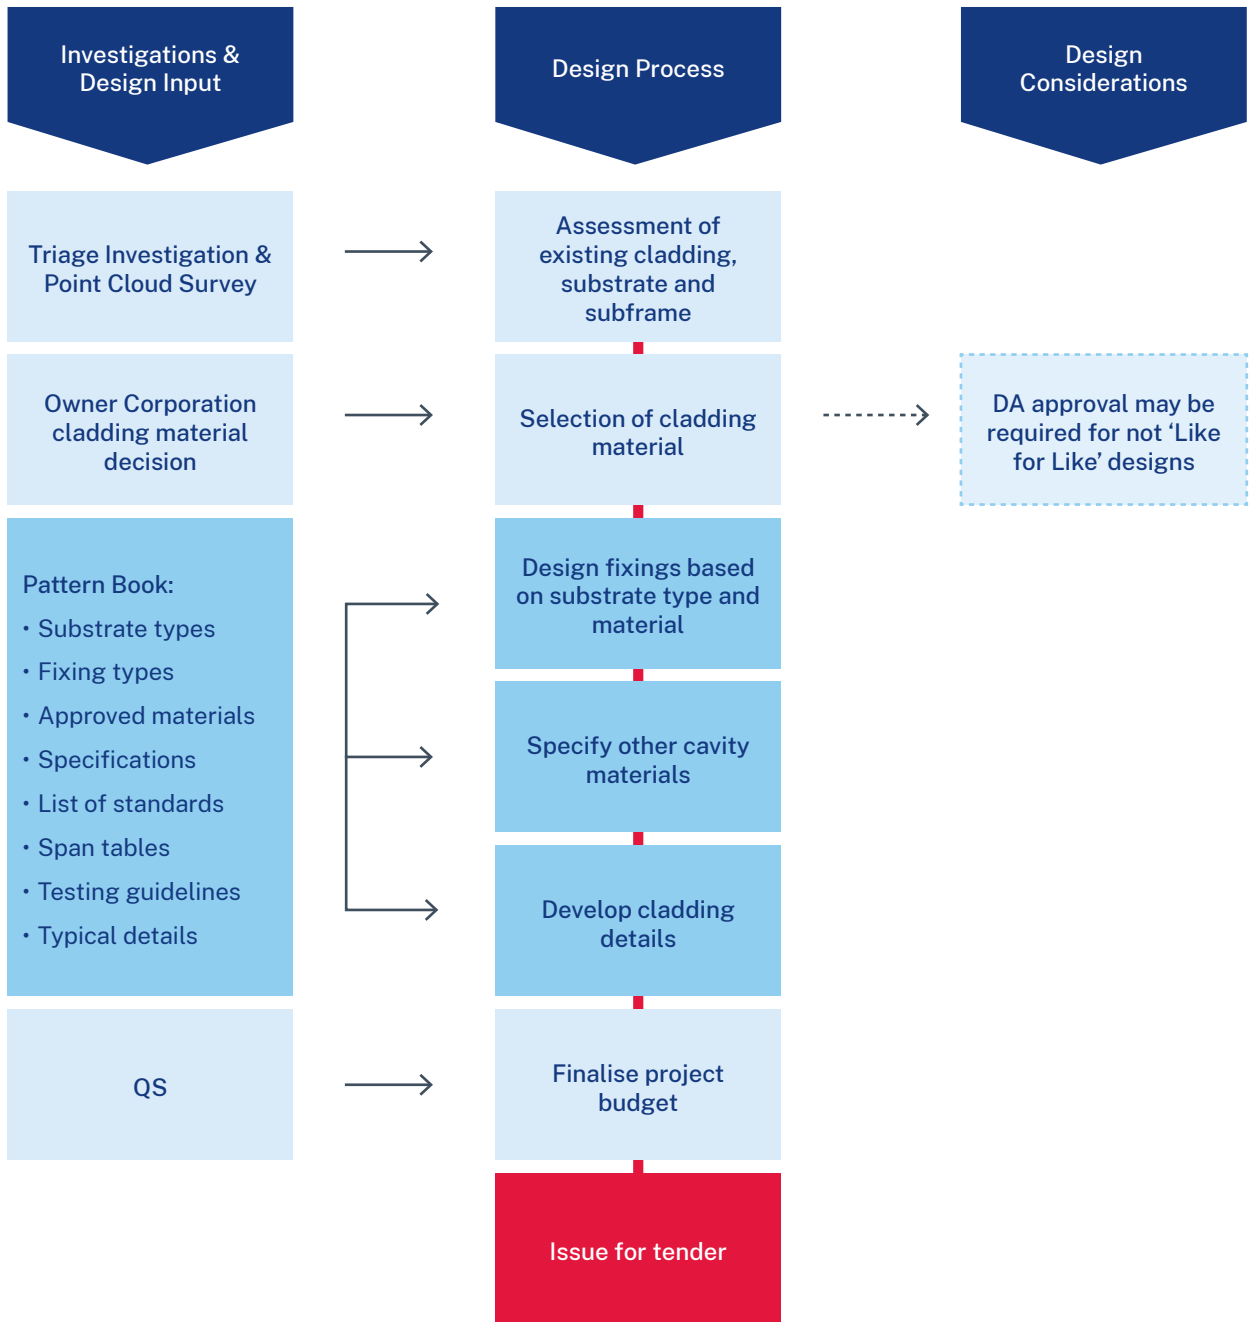 Investigations &
Design Input
Design Process
Design
Considerations
Triage Investigation &
Point Cloud Survey
Assessment of
existing cladding,
substrate and
subframe
Owner Corporation
cladding material
decision
Selection of cladding
material
DA approval may be
required for not ‘Like
for Like’ designs
Pattern Book:
• Substrate types
• Fixing types
• Approved materials
• Specifications
• List of standards
• Span tables
• Testing guidelines
• Typical details
Design fixings based
on substrate type and
material
Specify other cavity
materials
Develop cladding
details
QS
Finalise project
budget
Issue for tender